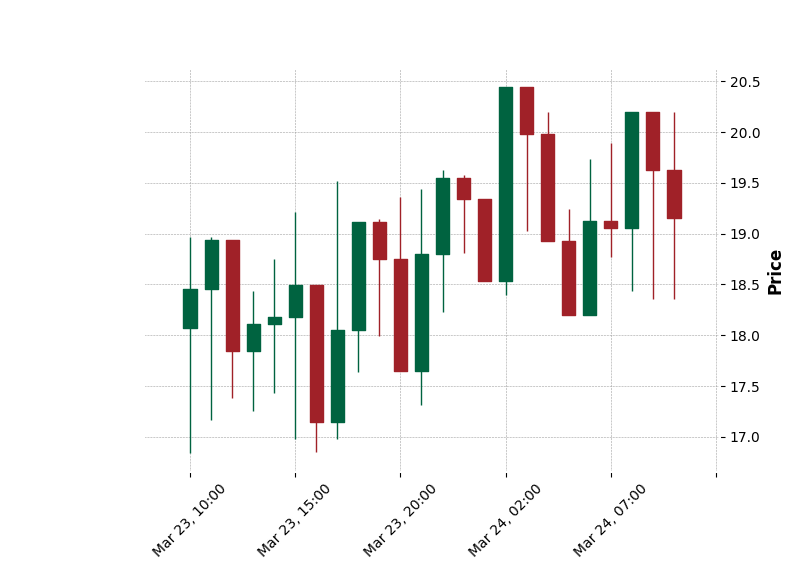 20.5
20.0
19.5
19.0
18.5
18.0
17.5
17.0
Price
Mar 23, 10:00
Mar 23, 15:00
Mar 23, 20:00
Mar 24, 02:00
Mar 24, 07:00